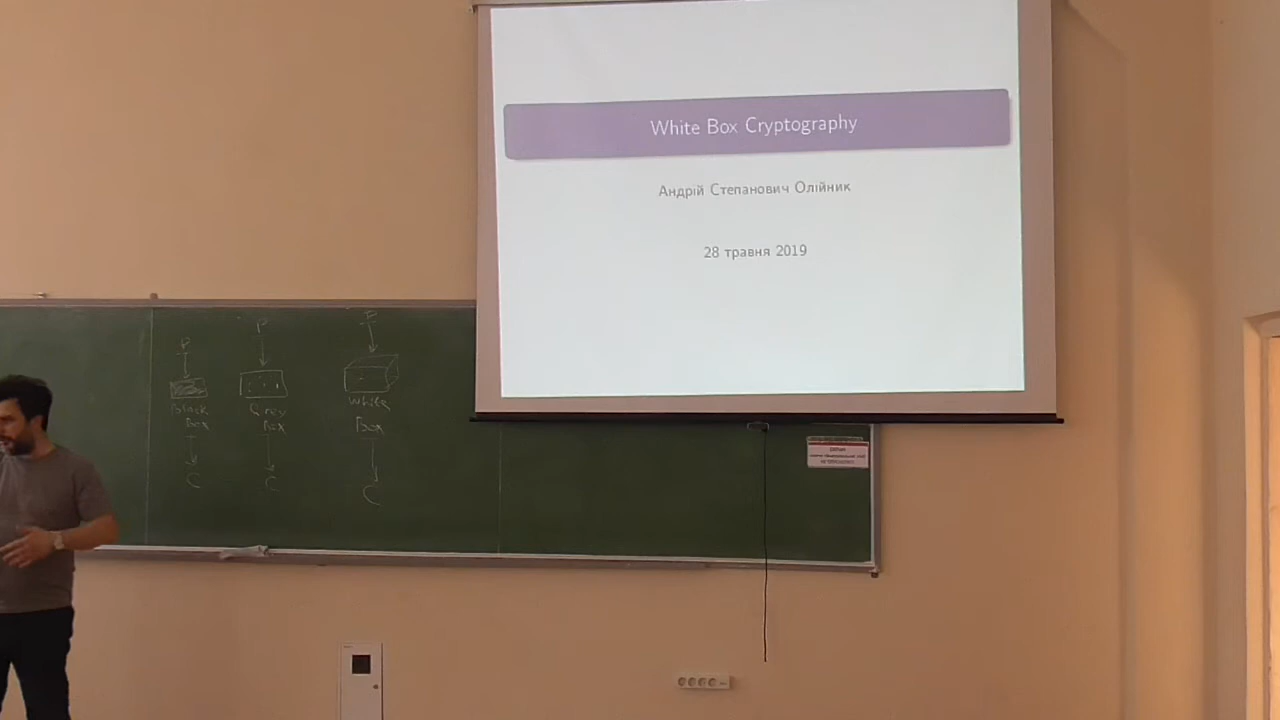 White Box Cryptography
Андрій Степанович Олійник
28 травня 2019
P
P
P
Black
Box
Grey
Box
White
Box
C
C
C